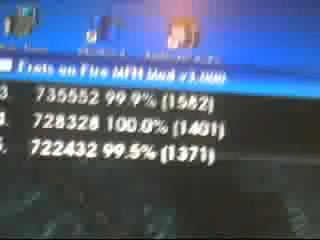 Frets on Fire MFH Mod v3.000
3 735552 99.9% (1582)
4. 728328 100.0% (1401)
5. 722432 99.5% (1371)